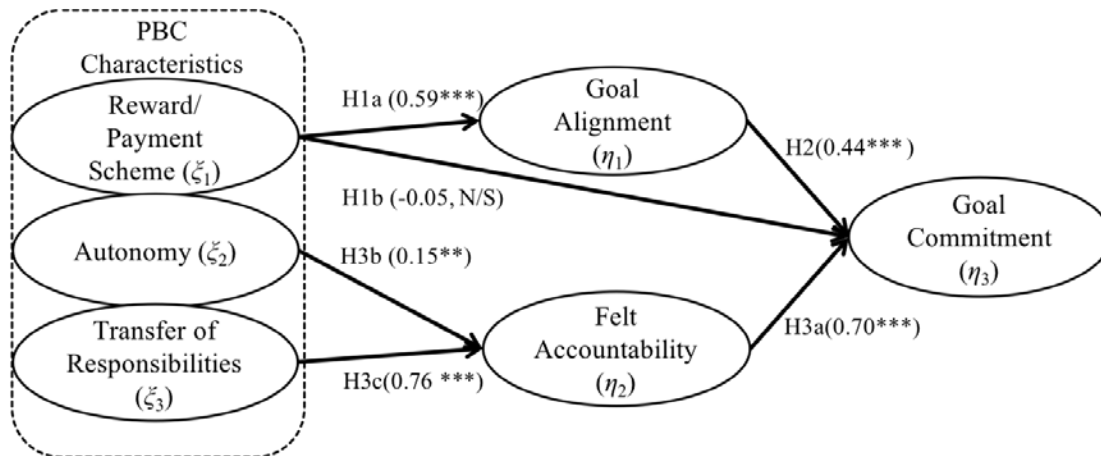 PBC
Characteristics
Reward/
Payment
Scheme (ξ1)
Autonomy (ξ2)
Transfer of
Responsibilities
(ξ3)
H1a (0.59***)
H1b (-0.05, N/S)
H3b (0.15**)
H3c(0.76 ***)
Goal
Alignment
(η1)
Felt
Accountability
(η2)
H2(0.44***)
H3a(0.70***)
Goal
Commitment
(η3)